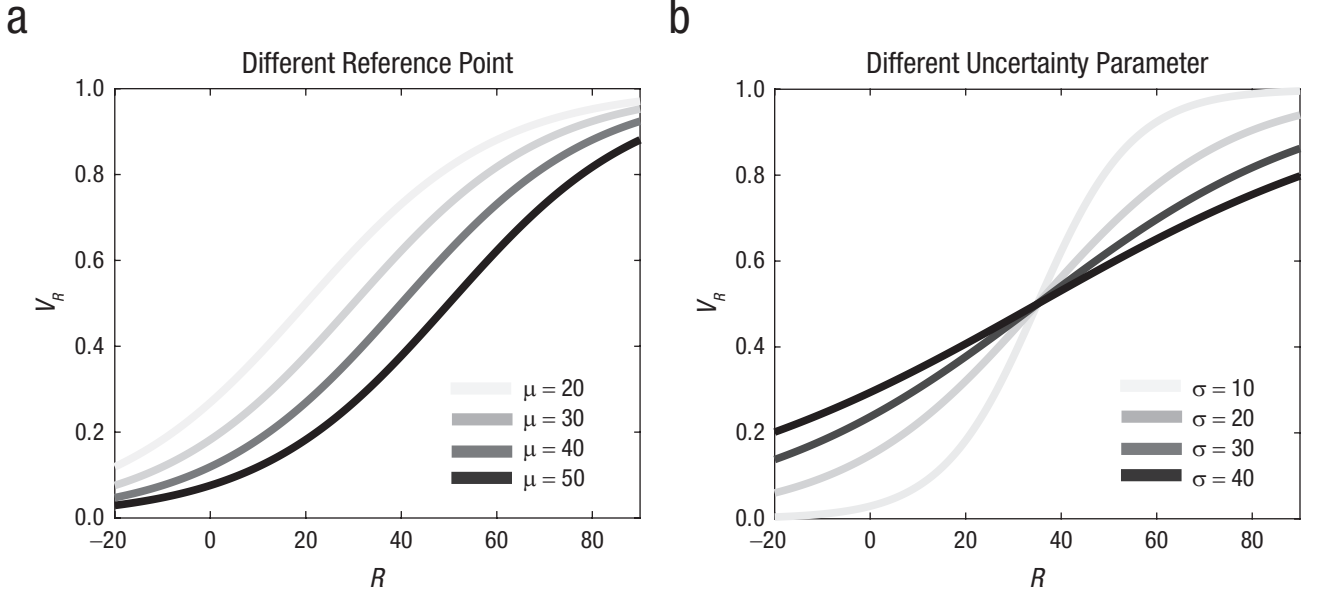 a
Different Reference Point
1.0
0.8
0.6
0.4
0.2
0.0
V_R
–20 0 20 40 60 80
R
μ = 20
μ = 30
μ = 40
μ = 50
b
Different Uncertainty Parameter
1.0
0.8
0.6
0.4
0.2
0.0
V_R
–20 0 20 40 60 80
R
σ = 10
σ = 20
σ = 30
σ = 40